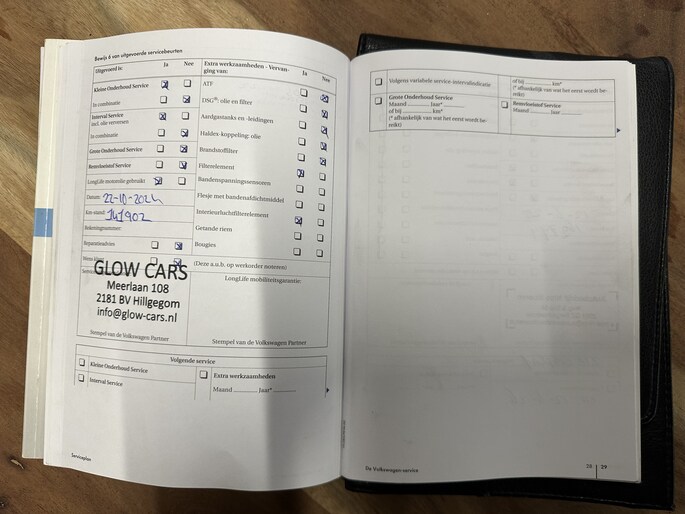 Bewijs 6 van uitgevoerde servicebeurten
Uitgevoerd is: Ja Nee
Kleine Onderhoud Service
In combinatie
Interval Service
incl. olie verversen
In combinatie
Grote Onderhoud Service
Remvloeistof Service
LongLife motorolie gebruikt
Datum: 22-10-2024
Km-stand: 141902
Rekeningnummer:
Reparatieadvies
GLOW CARS
Meerlaan 108
2181 BV Hillgegom
info@glow-cars.nl
Stempel van de Volkswagen Partner
Extra werkzaamheden - Vervan- Ja Nee
ging van:
ATF
DSG®: olie en filter
Aardgastanks en -leidingen
Haldex-koppeling: olie
Brandstoffilter
Filterelement
Bandenspanningssensoren
Flesje met bandenafdichtmiddel
Interieurluchtfilterelement
Getande riem
Bougies
(Deze a.u.b. op werkorder noteren)
LongLife mobiliteitsgarantie:
Stempel van de Volkswagen Partner
Volgende service
Kleine Onderhoud Service
Interval Service
Extra werkzaamheden
Maand Jaar*
Serviceplan
Volgens variabele service-intervalindicatie
of bij km*
(* afhankelijk van wat het eerst wordt be-
reikt)
Grote Onderhoud Service
Maand Jaar*
of bij km*
(* afhankelijk van wat het eerst wordt be-
reikt)
Remvloeistof Service
Maand Jaar
De Volkswagen-service
28 | 29